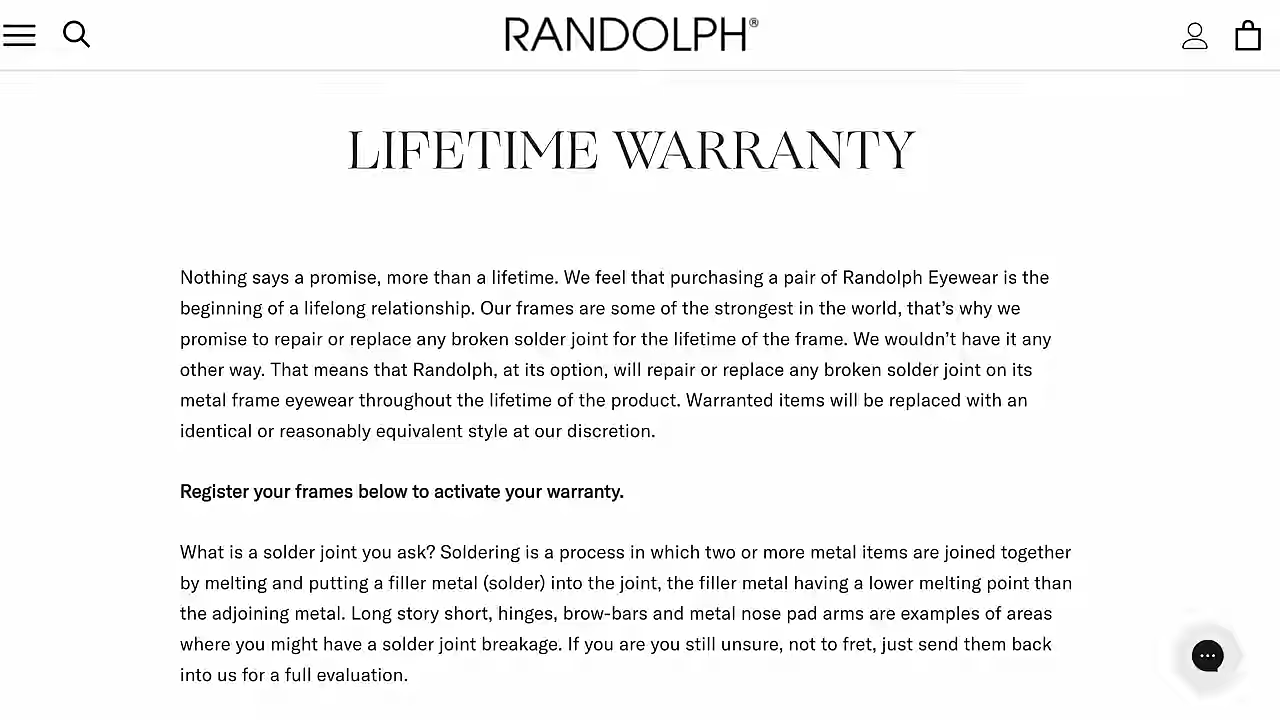 RANDOLPH®
LIFETIME WARRANTY
Nothing says a promise, more than a lifetime. We feel that purchasing a pair of Randolph Eyewear is the
beginning of a lifelong relationship. Our frames are some of the strongest in the world, that’s why we
promise to repair or replace any broken solder joint for the lifetime of the frame. We wouldn’t have it any
other way. That means that Randolph, at its option, will repair or replace any broken solder joint on its
metal frame eyewear throughout the lifetime of the product. Warranted items will be replaced with an
identical or reasonably equivalent style at our discretion.
Register your frames below to activate your warranty.
What is a solder joint you ask? Soldering is a process in which two or more metal items are joined together
by melting and putting a filler metal (solder) into the joint, the filler metal having a lower melting point than
the adjoining metal. Long story short, hinges, brow-bars and metal nose pad arms are examples of areas
where you might have a solder joint breakage. If you are you still unsure, not to fret, just send them back
into us for a full evaluation.